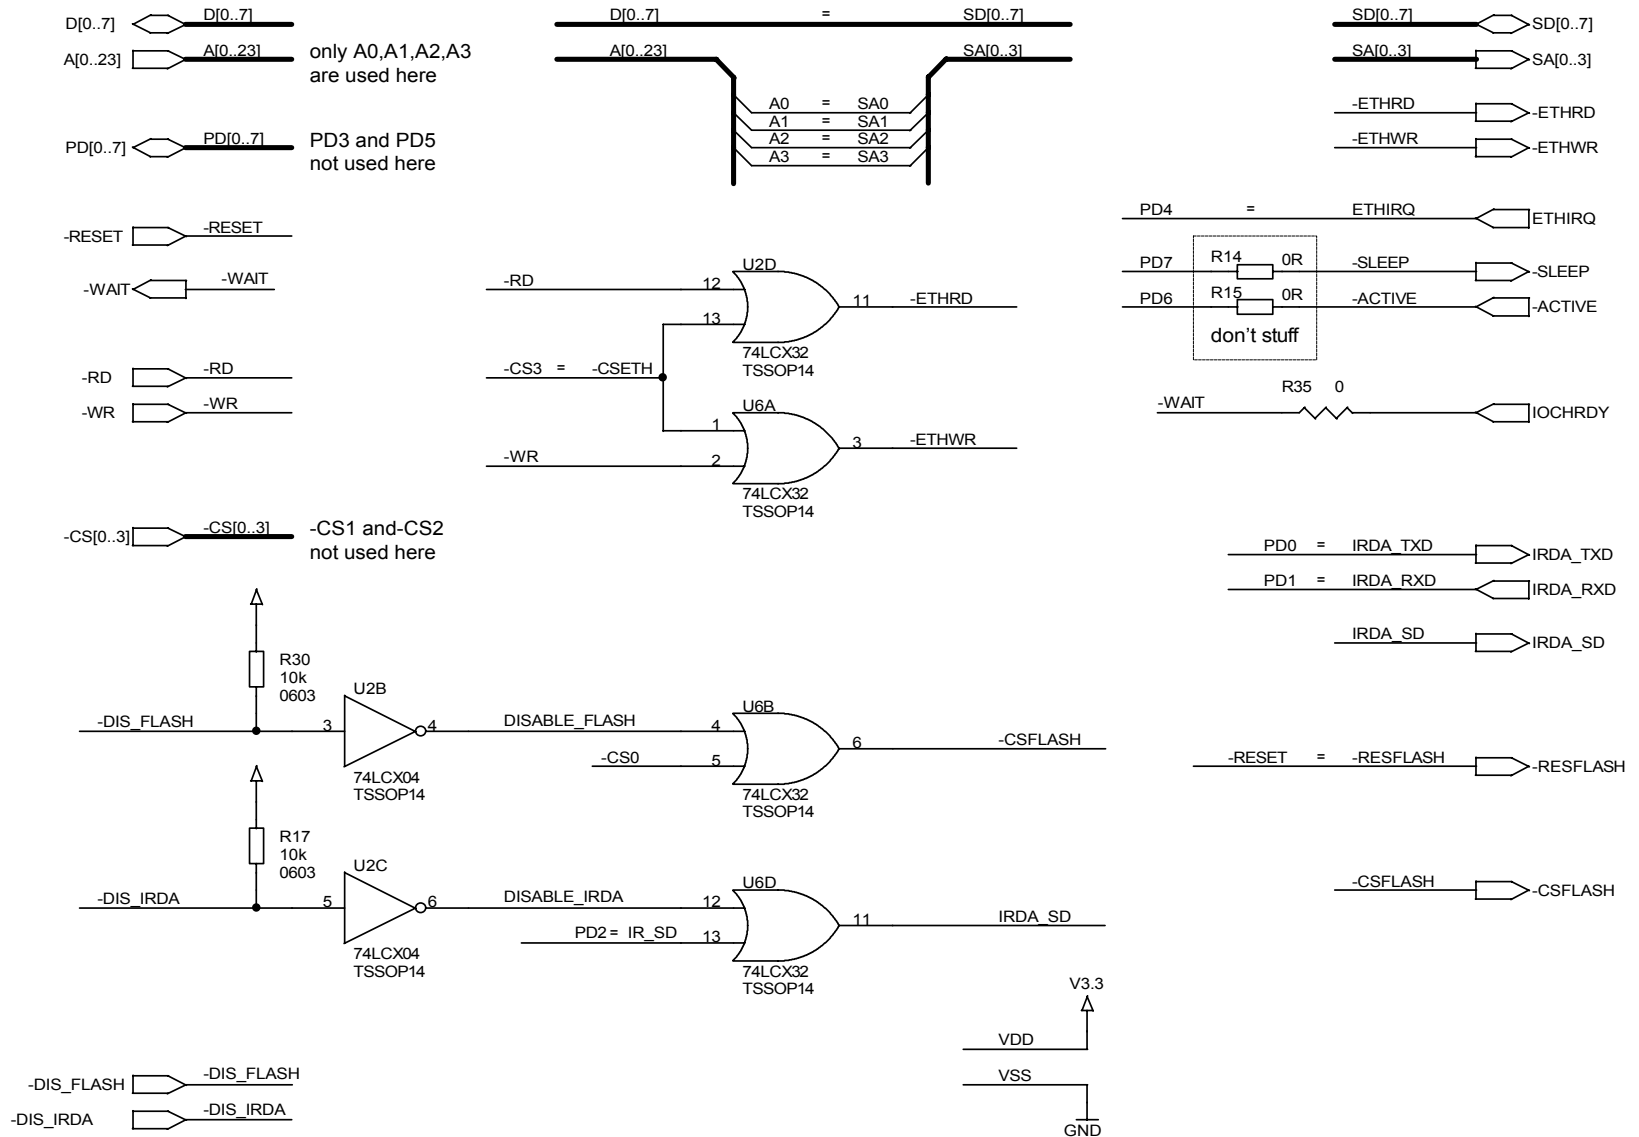 D[0..7] D[0..7] D[0..7] = SD[0..7] SD[0..7] SD[0..7]
A[0..23] A[0..23] only A0,A1,A2,A3 A[0..23] SA[0..3] SA[0..3] SA[0..3]
are used here
A0 = SA0 -ETHRD -ETHRD
A1 = SA1
PD[0..7] PD[0..7] PD3 and PD5 A2 = SA2 -ETHWR -ETHWR
not used here A3 = SA3
PD4 = ETHIRQ ETHIRQ
-RESET -RESET
U2D
-WAIT -WAIT -RD 12 PD7 R14 0R -SLEEP -SLEEP
11 -ETHRD PD6 R15 0R -ACTIVE -ACTIVE
13
don't stuff
74LCX32
TSSOP14
-RD -RD -CS3 = -CSETH
R35 0
-WR -WR U6A -WAIT IOCHRDY
1
3 -ETHWR
-WR 2
74LCX32
TSSOP14
-CS[0..3] -CS[0..3] -CS1 and-CS2
not used here
PD0 = IRDA_TXD IRDA_TXD
PD1 = IRDA_RXD IRDA_RXD
IRDA_SD IRDA_SD
R30
10k
0603
U2B
U6B
-DIS_FLASH 3 4 DISABLE_FLASH 4
6 -CSFLASH
-CS0 5
-RESET = -RESFLASH -RESFLASH
74LCX04
TSSOP14
74LCX32
TSSOP14
R17
10k
0603
U2C
U6D
-CSFLASH -CSFLASH
-DIS_IRDA 5 6 DISABLE_IRDA 12
11 IRDA_SD
PD2 = IR_SD 13
74LCX04
TSSOP14
74LCX32
TSSOP14
V3.3
VDD
-DIS_FLASH -DIS_FLASH VSS
-DIS_IRDA -DIS_IRDA
GND